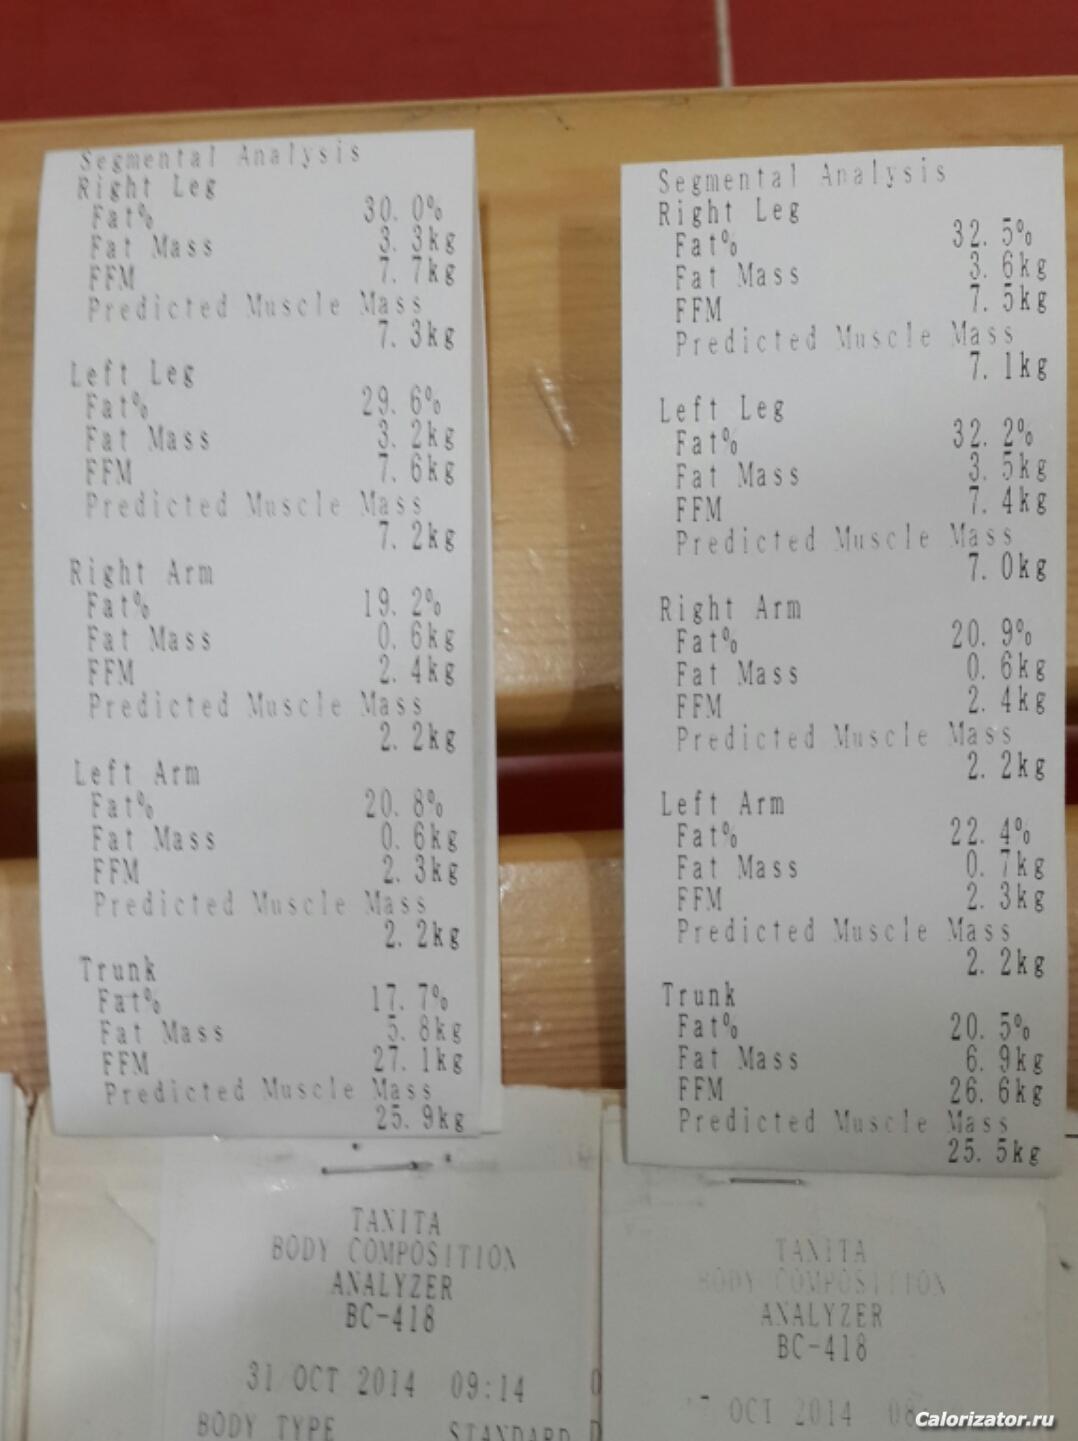 Segmental Analysis
Right Leg
Fat% 30.0%
Fat Mass 3.3kg
FFM 7.7kg
Predicted Muscle Mass
7.3kg
Left Leg
Fat% 29.6%
Fat Mass 3.2kg
FFM 7.6kg
Predicted Muscle Mass
7.2kg
Right Arm
Fat% 19.2%
Fat Mass 0.6kg
FFM 2.4kg
Predicted Muscle Mass
2.2kg
Left Arm
Fat% 20.8%
Fat Mass 0.6kg
FFM 2.3kg
Predicted Muscle Mass
2.2kg
Trunk
Fat% 17.7%
Fat Mass 5.8kg
FFM 27.1kg
Predicted Muscle Mass
25.9kg
TANITA
BODY COMPOSITION
ANALYZER
BC-418
31 OCT 2014 09:14
BODY TYPE STANDARD
Segmental Analysis
Right Leg
Fat% 32.5%
Fat Mass 3.6kg
FFM 7.5kg
Predicted Muscle Mass
7.1kg
Left Leg
Fat% 32.2%
Fat Mass 3.5kg
FFM 7.4kg
Predicted Muscle Mass
7.0kg
Right Arm
Fat% 20.9%
Fat Mass 0.6kg
FFM 2.4kg
Predicted Muscle Mass
2.2kg
Left Arm
Fat% 22.4%
Fat Mass 0.7kg
FFM 2.3kg
Predicted Muscle Mass
2.2kg
Trunk
Fat% 20.5%
Fat Mass 6.9kg
FFM 26.6kg
Predicted Muscle Mass
25.5kg
TANITA
BODY COMPOSITION
ANALYZER
BC-418
OCT 2014
Calorizator.ru